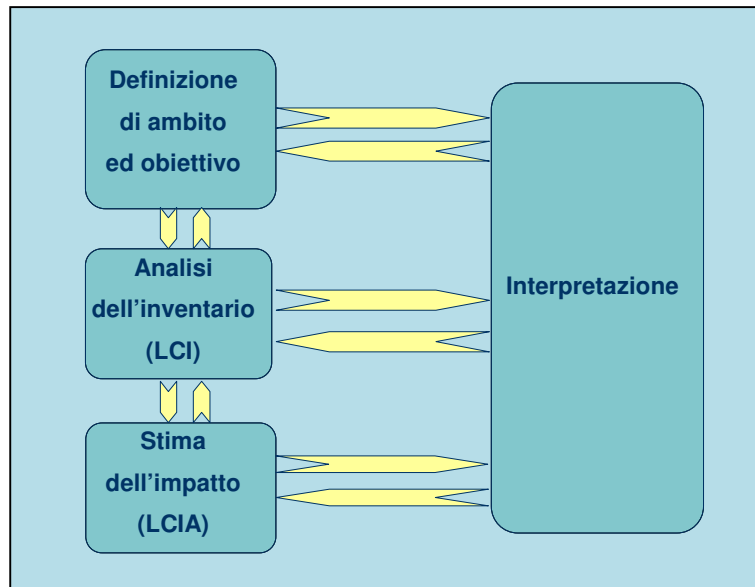 Definizione
di ambito
ed obiettivo
Analisi
dell'inventario
(LCI)
Stima
dell'impatto
(LCIA)
Interpretazione